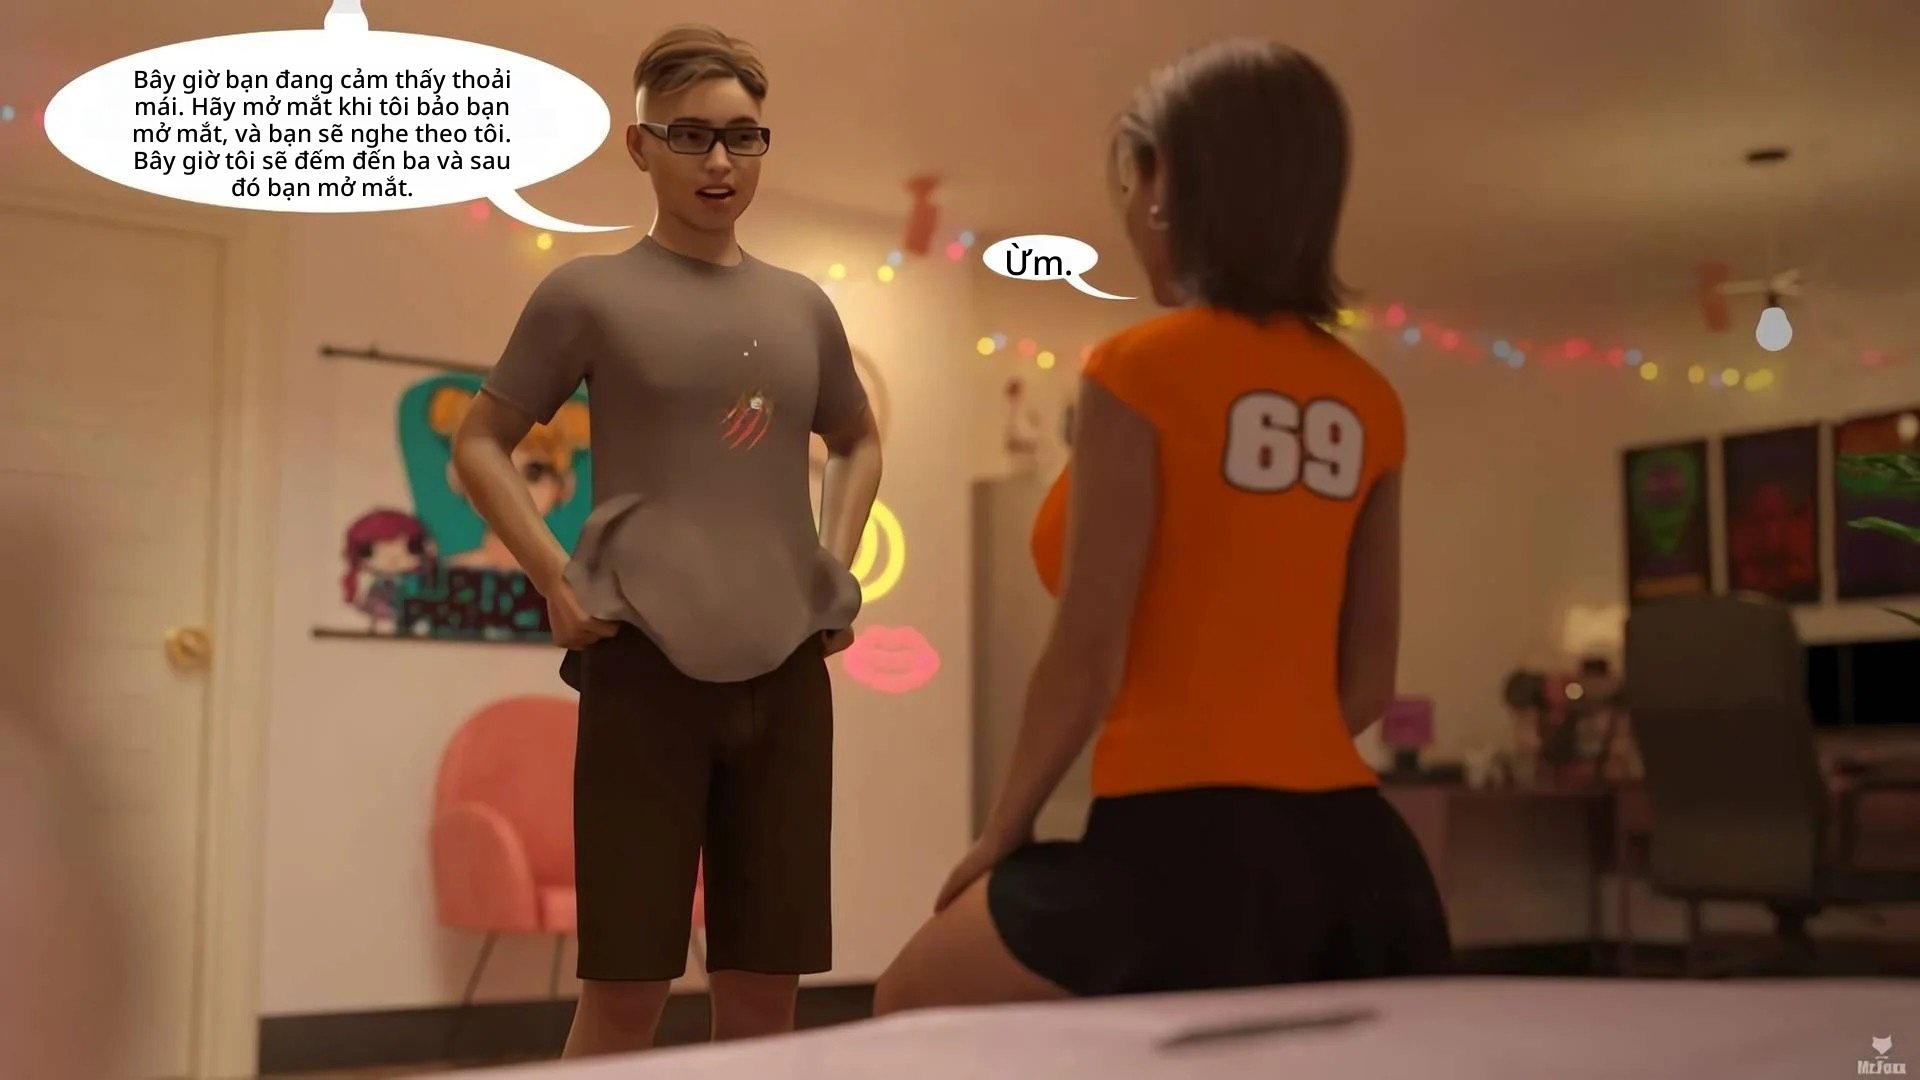 Bây giờ bạn đang cảm thấy thoải
mái. Hãy mở mắt khi tôi bảo bạn
mở mắt, và bạn sẽ nghe theo tôi.
Bây giờ tôi sẽ đếm đến ba và sau
đó bạn mở mắt.
Ừm.
69